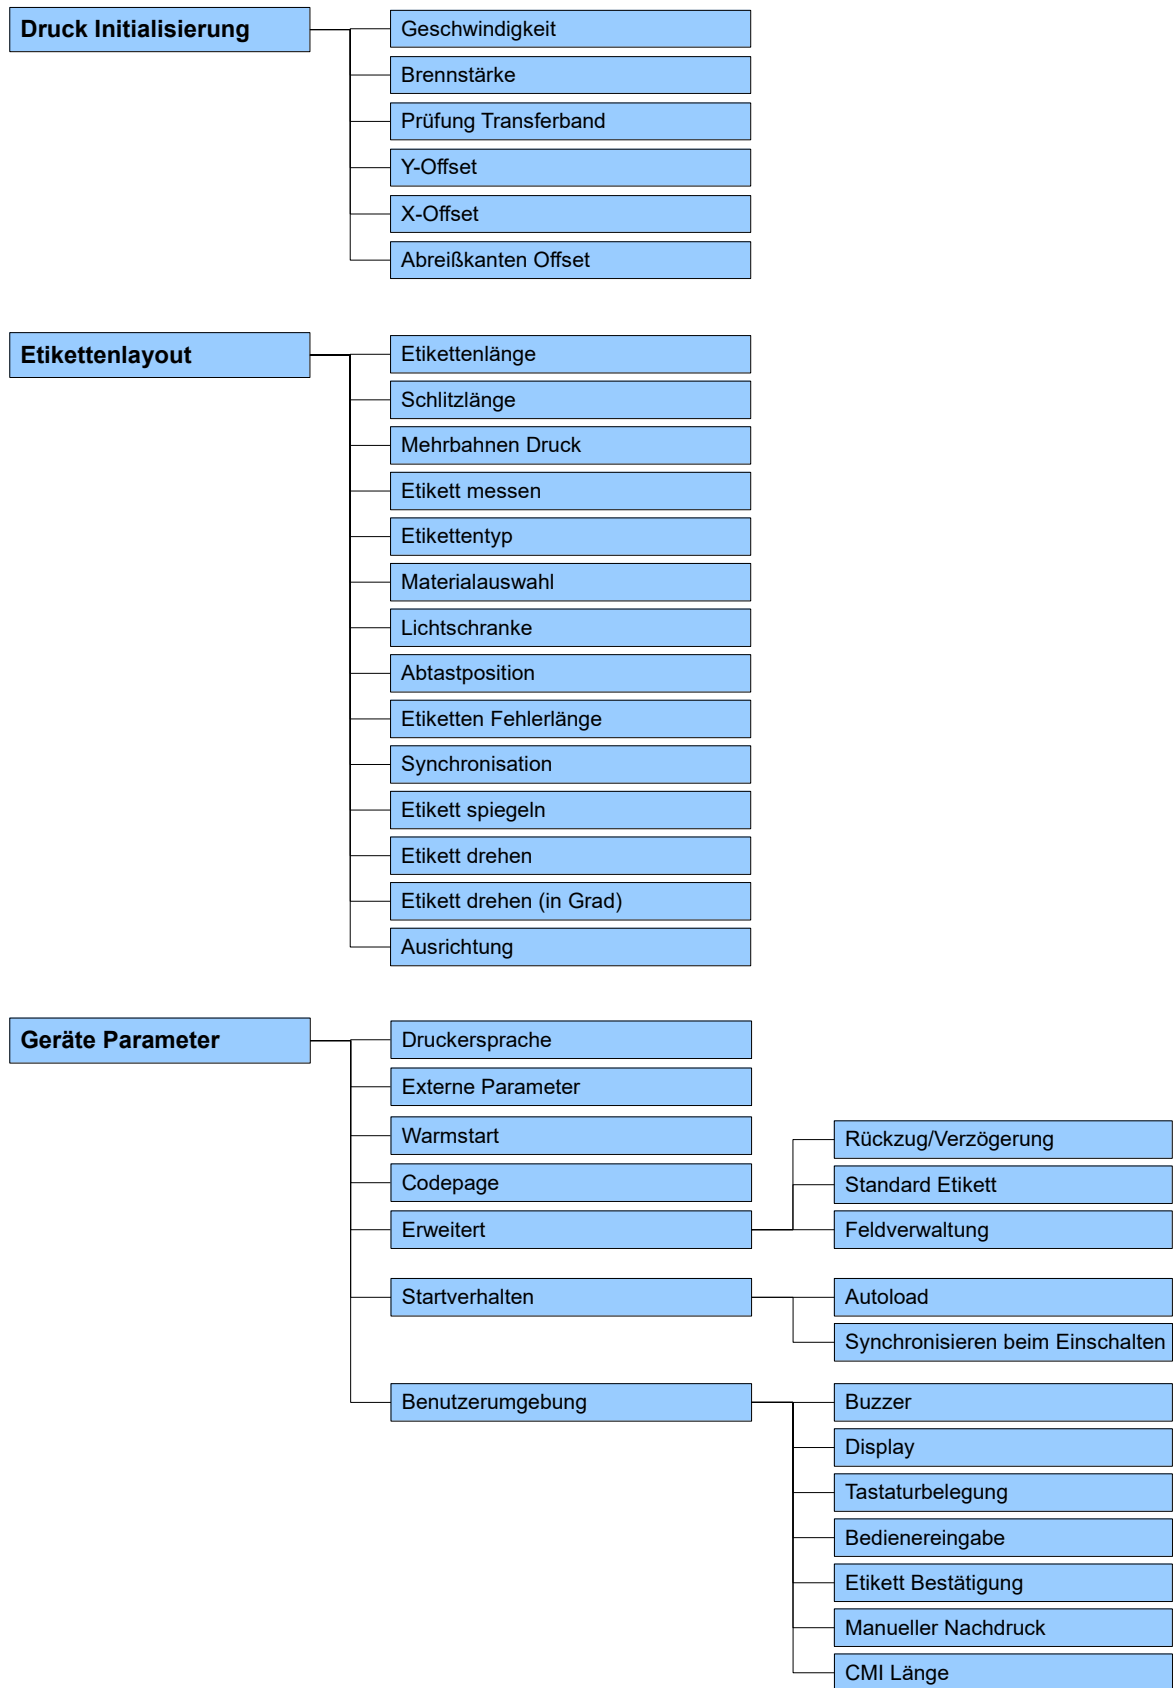 Druck Initialisierung
Geschwindigkeit
Brennstärke
Prüfung Transferband
Y-Offset
X-Offset
Abreißkanten Offset
Etikettenlayout
Etikettenlänge
Schlitzlänge
Mehrbahnen Druck
Etikett messen
Etikettentyp
Materialauswahl
Lichtschranke
Abtastposition
Etiketten Fehlerlänge
Synchronisation
Etikett spiegeln
Etikett drehen
Etikett drehen (in Grad)
Ausrichtung
Geräte Parameter
Druckersprache
Externe Parameter
Warmstart
Codepage
Erweitert
Rückzug/Verzögerung
Standard Etikett
Feldverwaltung
Startverhalten
Autoload
Synchronisieren beim Einschalten
Benutzerumgebung
Buzzer
Display
Tastaturbelegung
Bedienereingabe
Etikett Bestätigung
Manueller Nachdruck
CMI Länge